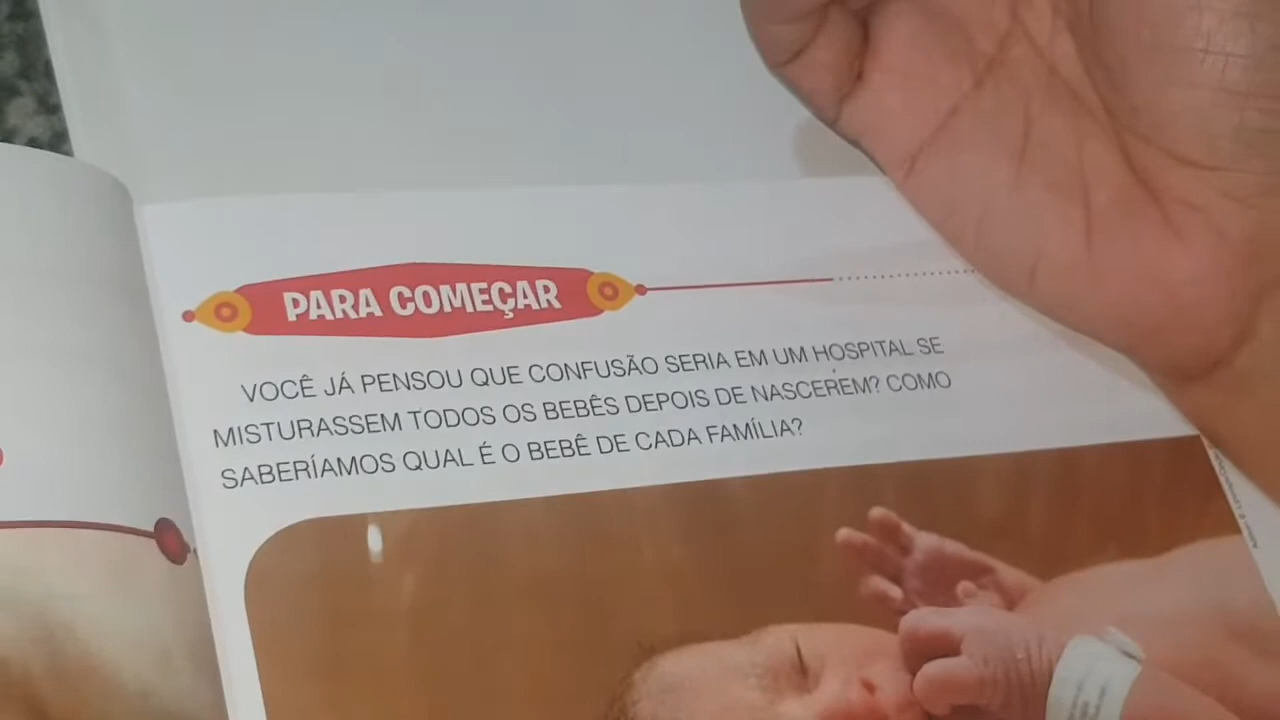 PARA COMEÇAR
VOCÊ JÁ PENSOU QUE CONFUSÃO SERIA EM UM HOSPITAL SE
MISTURASSEM TODOS OS BEBÊS DEPOIS DE NASCEREM? COMO
SABERÍAMOS QUAL É O BEBÊ DE CADA FAMÍLIA?